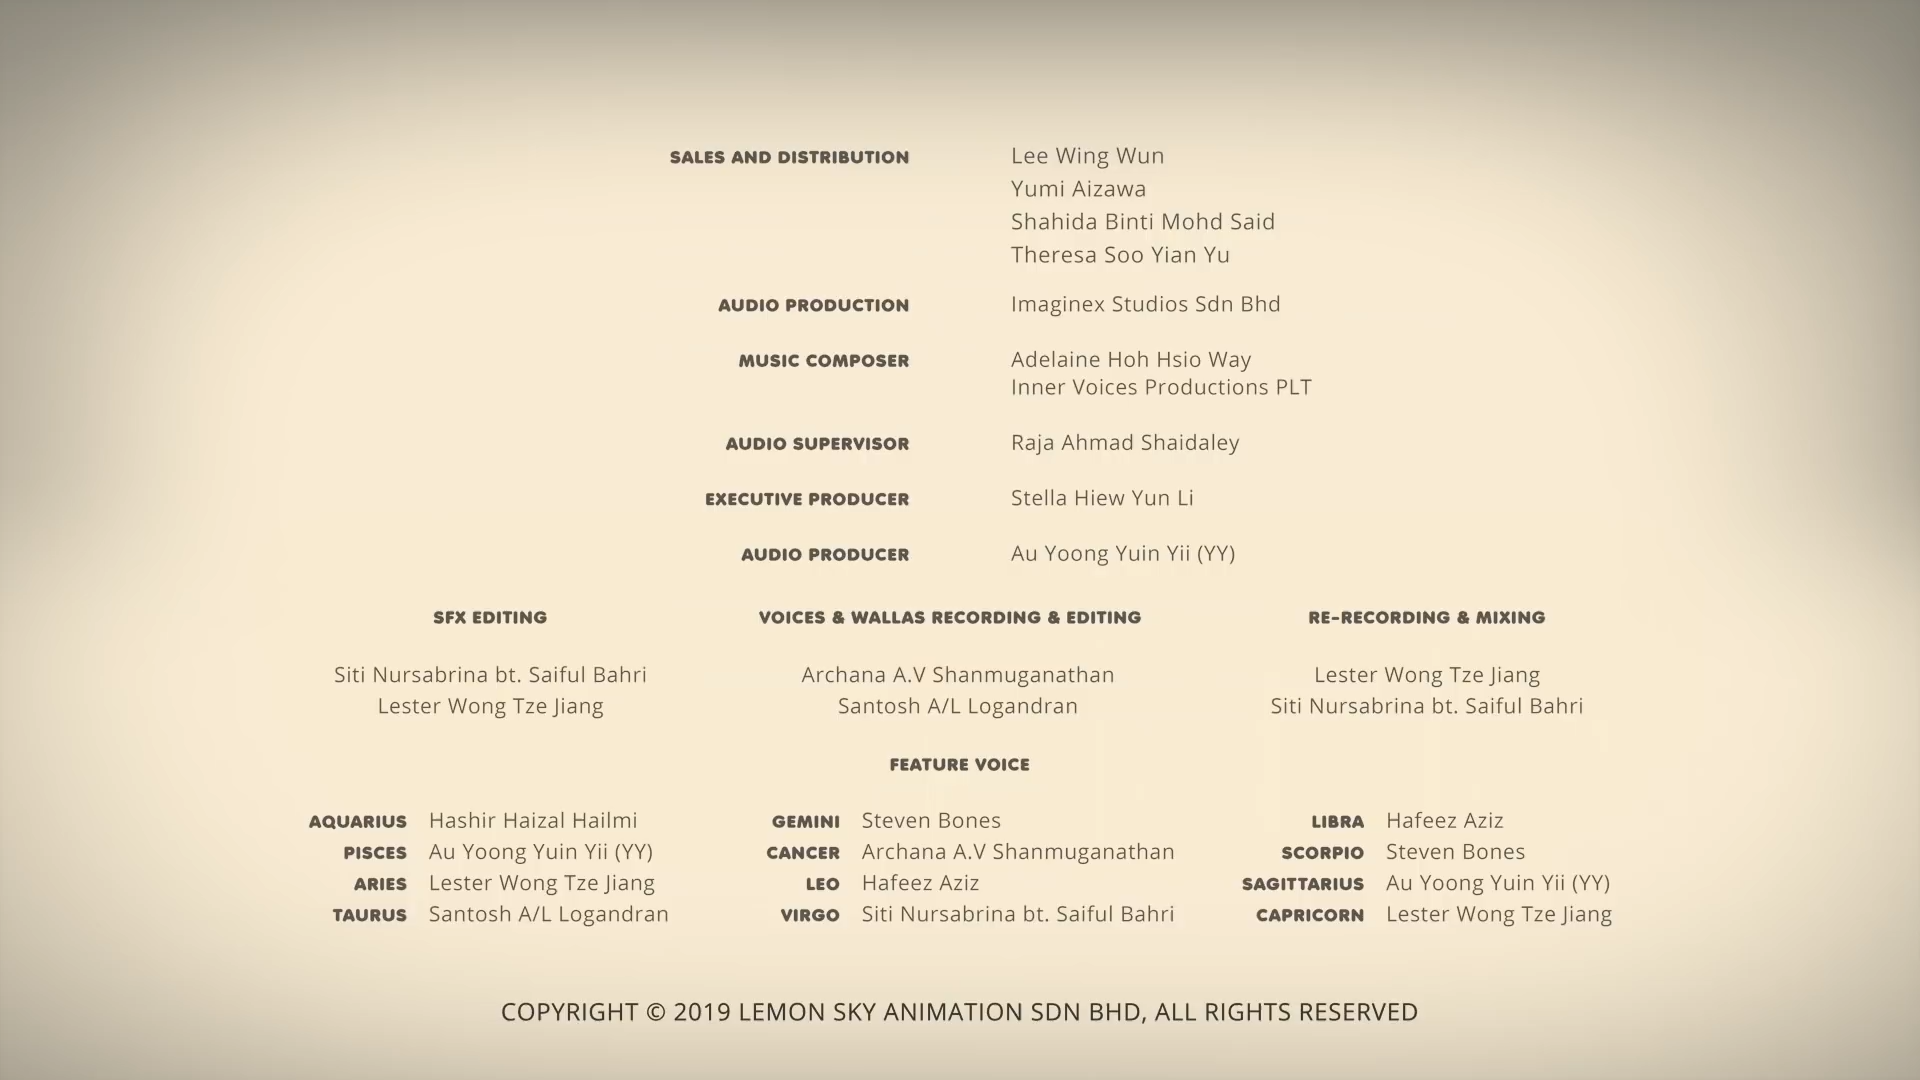 SALES AND DISTRIBUTION Lee Wing Wun
Yumi Aizawa
Shahida Binti Mohd Said
Theresa Soo Yian Yu
AUDIO PRODUCTION Imaginex Studios Sdn Bhd
MUSIC COMPOSER Adelaine Hoh Hsio Way
Inner Voices Productions PLT
AUDIO SUPERVISOR Raja Ahmad Shaidaley
EXECUTIVE PRODUCER Stella Hiew Yun Li
AUDIO PRODUCER Au Yoong Yuin Yii (YY)
SFX EDITING
Siti Nursabrina bt. Saiful Bahri
Lester Wong Tze Jiang
VOICES & WALLAS RECORDING & EDITING
Archana A.V Shanmuganathan
Santosh A/L Logandran
RE-RECORDING & MIXING
Lester Wong Tze Jiang
Siti Nursabrina bt. Saiful Bahri
FEATURE VOICE
AQUARIUS Hashir Haizal Hailmi
PISCES Au Yoong Yuin Yii (YY)
ARIES Lester Wong Tze Jiang
TAURUS Santosh A/L Logandran
GEMINI Steven Bones
CANCER Archana A.V Shanmuganathan
LEO Hafeez Aziz
VIRGO Siti Nursabrina bt. Saiful Bahri
LIBRA Hafeez Aziz
SCORPIO Steven Bones
SAGITTARIUS Au Yoong Yuin Yii (YY)
CAPRICORN Lester Wong Tze Jiang
COPYRIGHT © 2019 LEMON SKY ANIMATION SDN BHD, ALL RIGHTS RESERVED